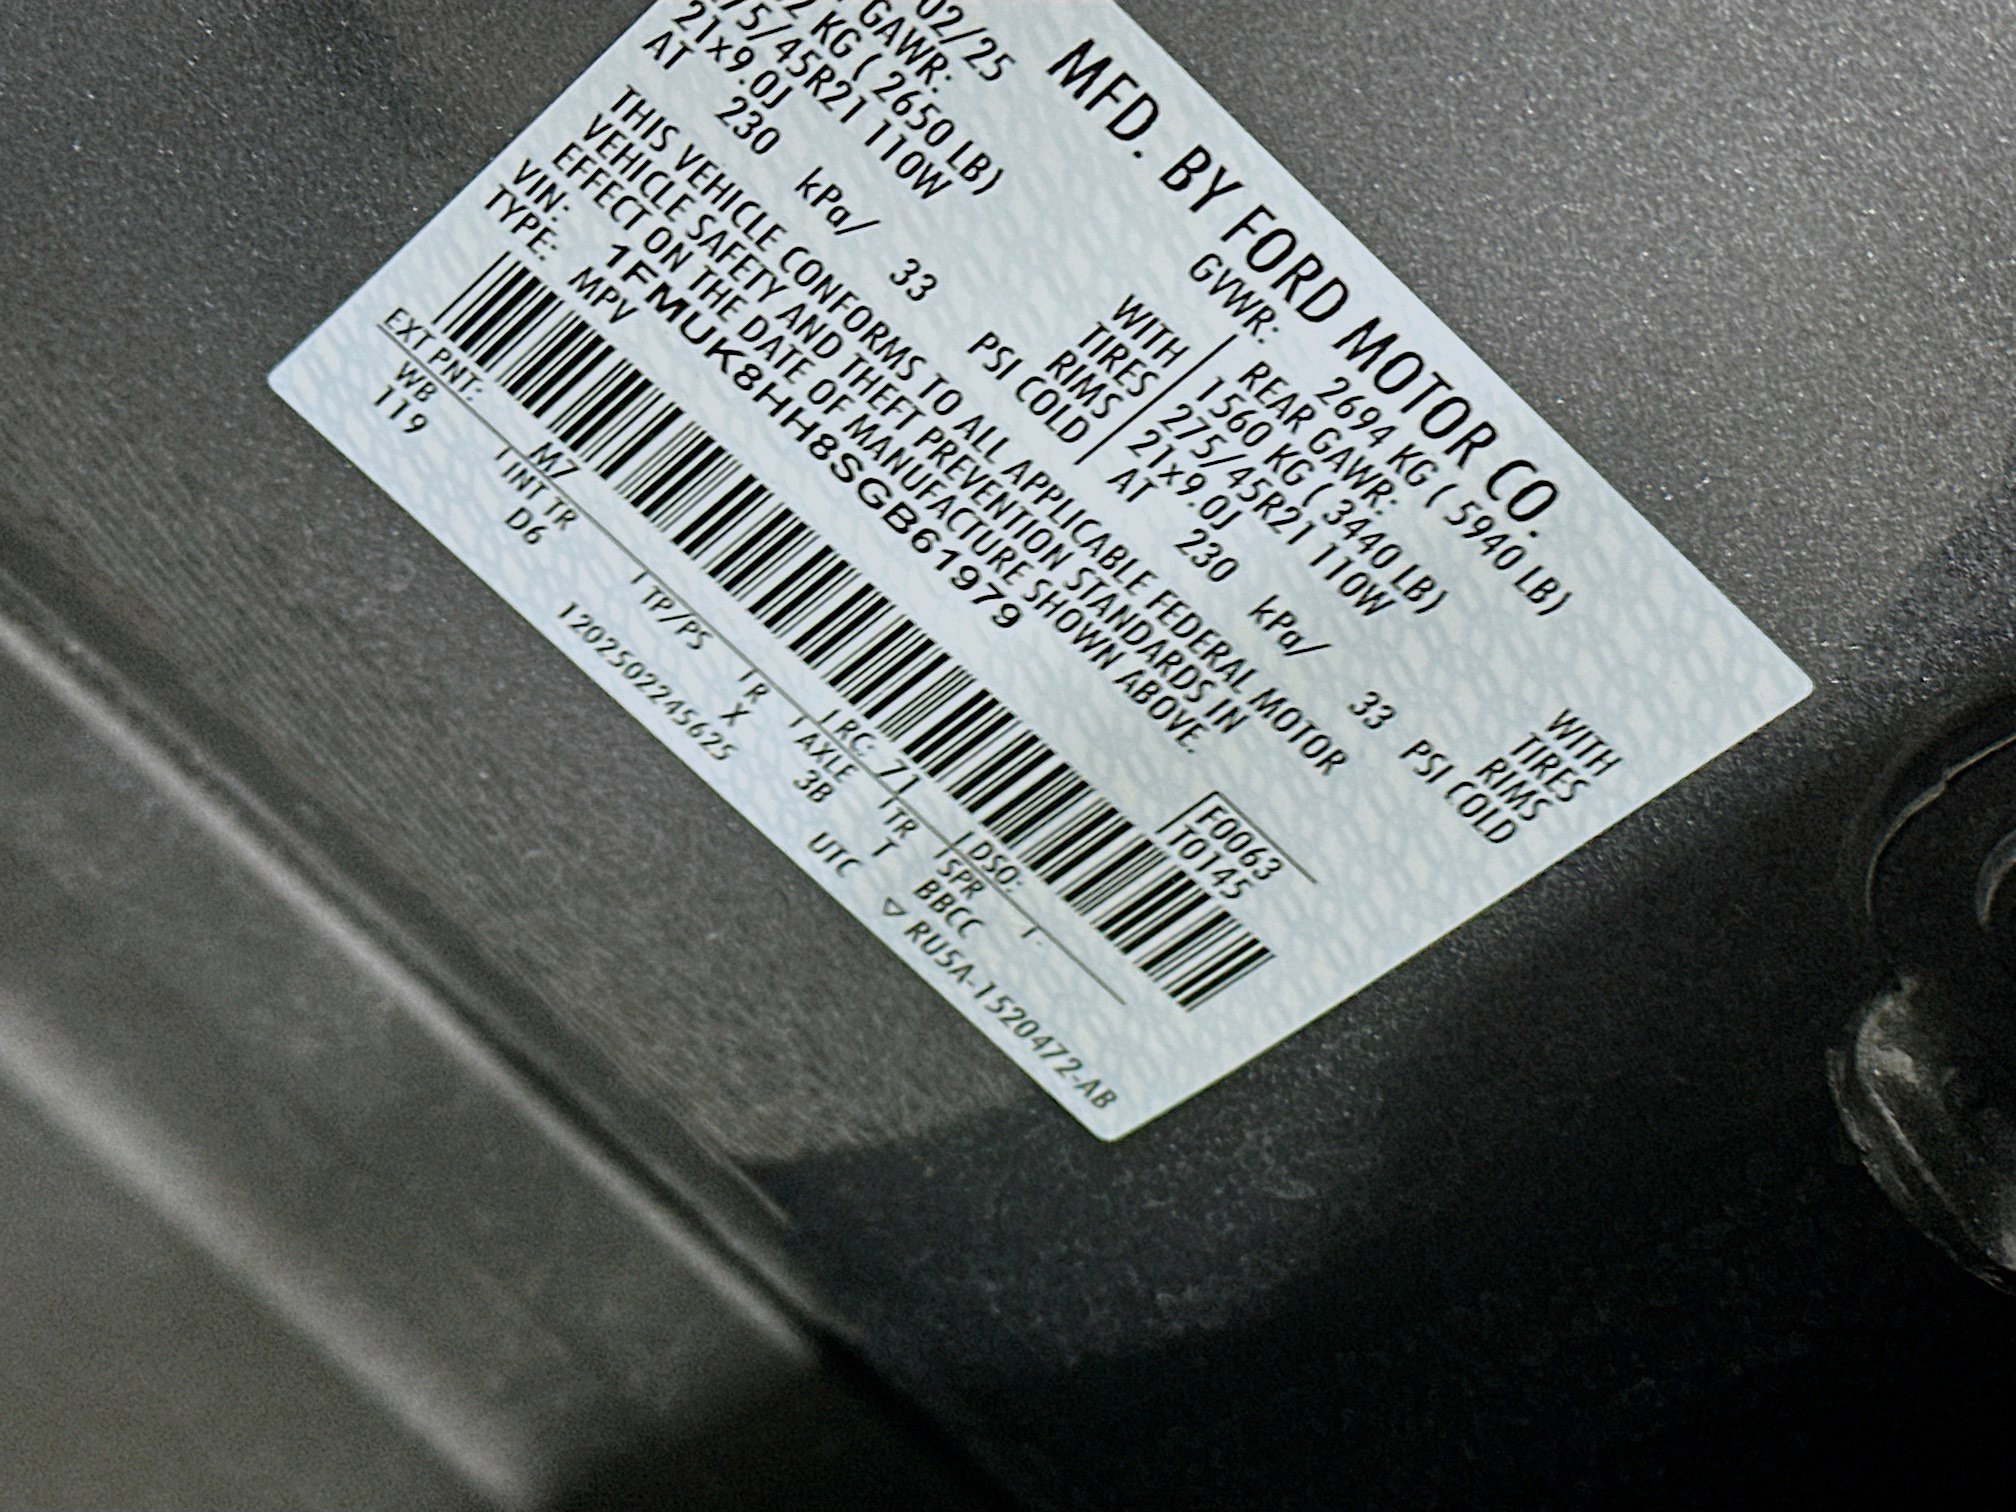 MFD. BY FORD MOTOR CO.
02/25 GVWR: 2694 KG ( 5940 LB)
GAWR: REAR GAWR:
KG ( 2650 LB) WITH 1560 KG ( 3440 LB) WITH
75/45R21 110W TIRES 275/45R21 110W TIRES
21x9.0J RIMS 21x9.0J RIMS
AT 230 kPa/ 33 PSI COLD AT 230 kPa/ 33 PSI COLD
THIS VEHICLE CONFORMS TO ALL APPLICABLE FEDERAL MOTOR
VEHICLE SAFETY AND THEFT PREVENTION STANDARDS IN
EFFECT ON THE DATE OF MANUFACTURE SHOWN ABOVE.
VIN: 1FMUK8HH8SGB61979 F0063
TYPE: MPV T0145
EXT PNT: M7 RC: 71 DSO:
WB INT TR TP/PS R AXLE TR SPR
119 D6 X 3B T BBCC
120250224562​5 UTC ▽ RU5A-1520472-AB